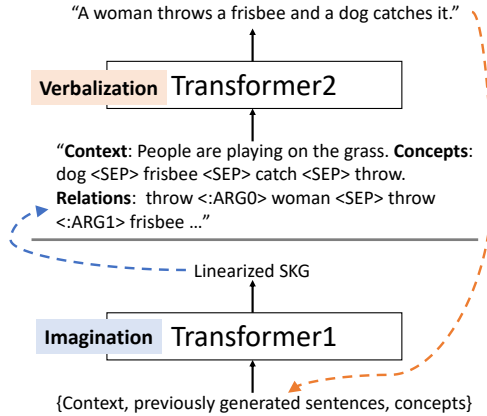 “A woman throws a frisbee and a dog catches it.”
Verbalization Transformer2
“Context: People are playing on the grass. Concepts:
dog <SEP> frisbee <SEP> catch <SEP> throw.
Relations: throw <:ARG0> woman <SEP> throw
<:ARG1> frisbee ...”
Linearized SKG
Imagination Transformer1
{Context, previously generated sentences, concepts}